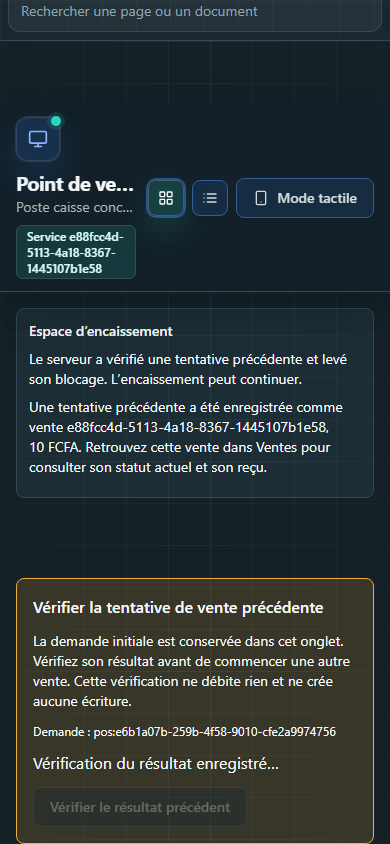 Rechercher une page ou un document
Point de ve...
Poste caisse conc...
Mode tactile
Service e88fcc4d-
5113-4a18-8367-
1445107b1e58
Espace d’encaissement
Le serveur a vérifié une tentative précédente et levé
son blocage. L’encaissement peut continuer.
Une tentative précédente a été enregistrée comme
vente e88fcc4d-5113-4a18-8367-1445107b1e58,
10 FCFA. Retrouvez cette vente dans Ventes pour
consulter son statut actuel et son reçu.
Vérifier la tentative de vente précédente
La demande initiale est conservée dans cet onglet.
Vérifiez son résultat avant de commencer une autre
vente. Cette vérification ne débite rien et ne crée
aucune écriture.
Demande : pos:e6b1a07b-259b-4f58-9010-cfe2a9974756
Vérification du résultat enregistré...
Vérifier le résultat précédent